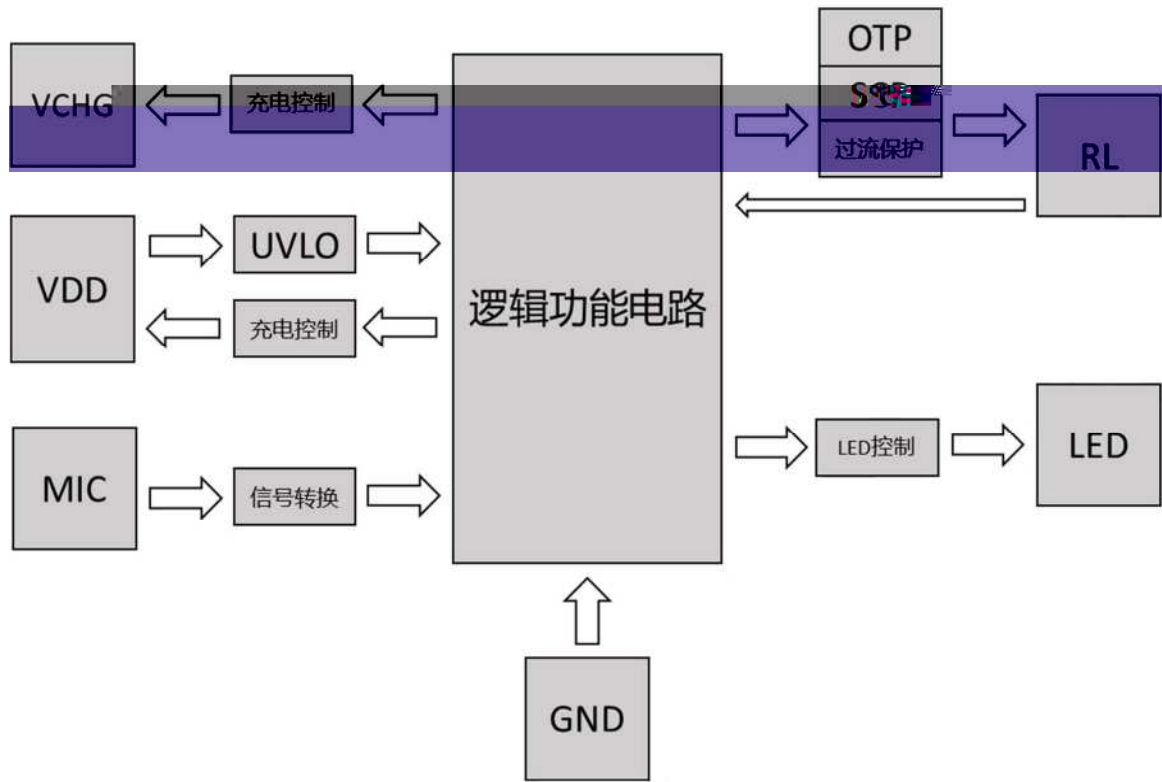 OTP
VCHG
充电控制
过流保护
RL
VDD
UVLO
充电控制
逻辑功能电路
MIC
信号转换
LED控制
LED
GND